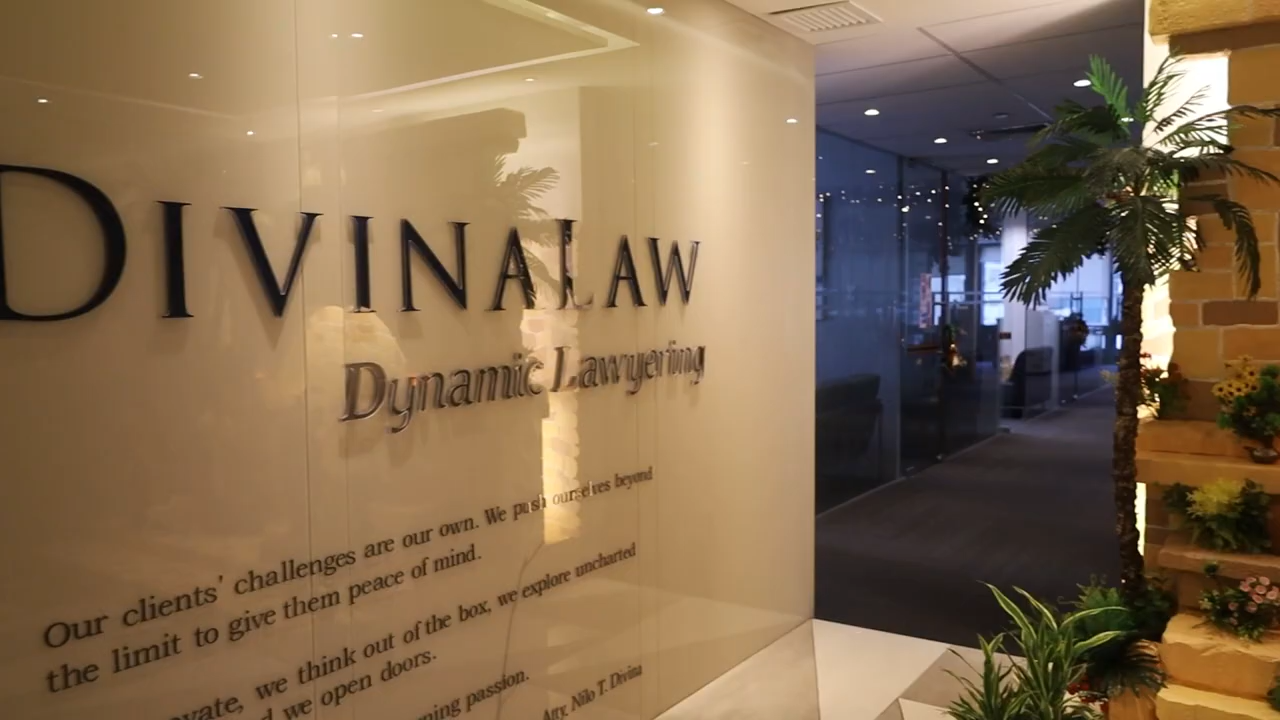 DIVINALAW
Dynamic Lawyering
Our clients' challenges are our own. We push ourselves beyond
the limit to give them peace of mind.
we think out of the box, we explore uncharted
we open doors.
passion.
Atty. Nilo T. Divina